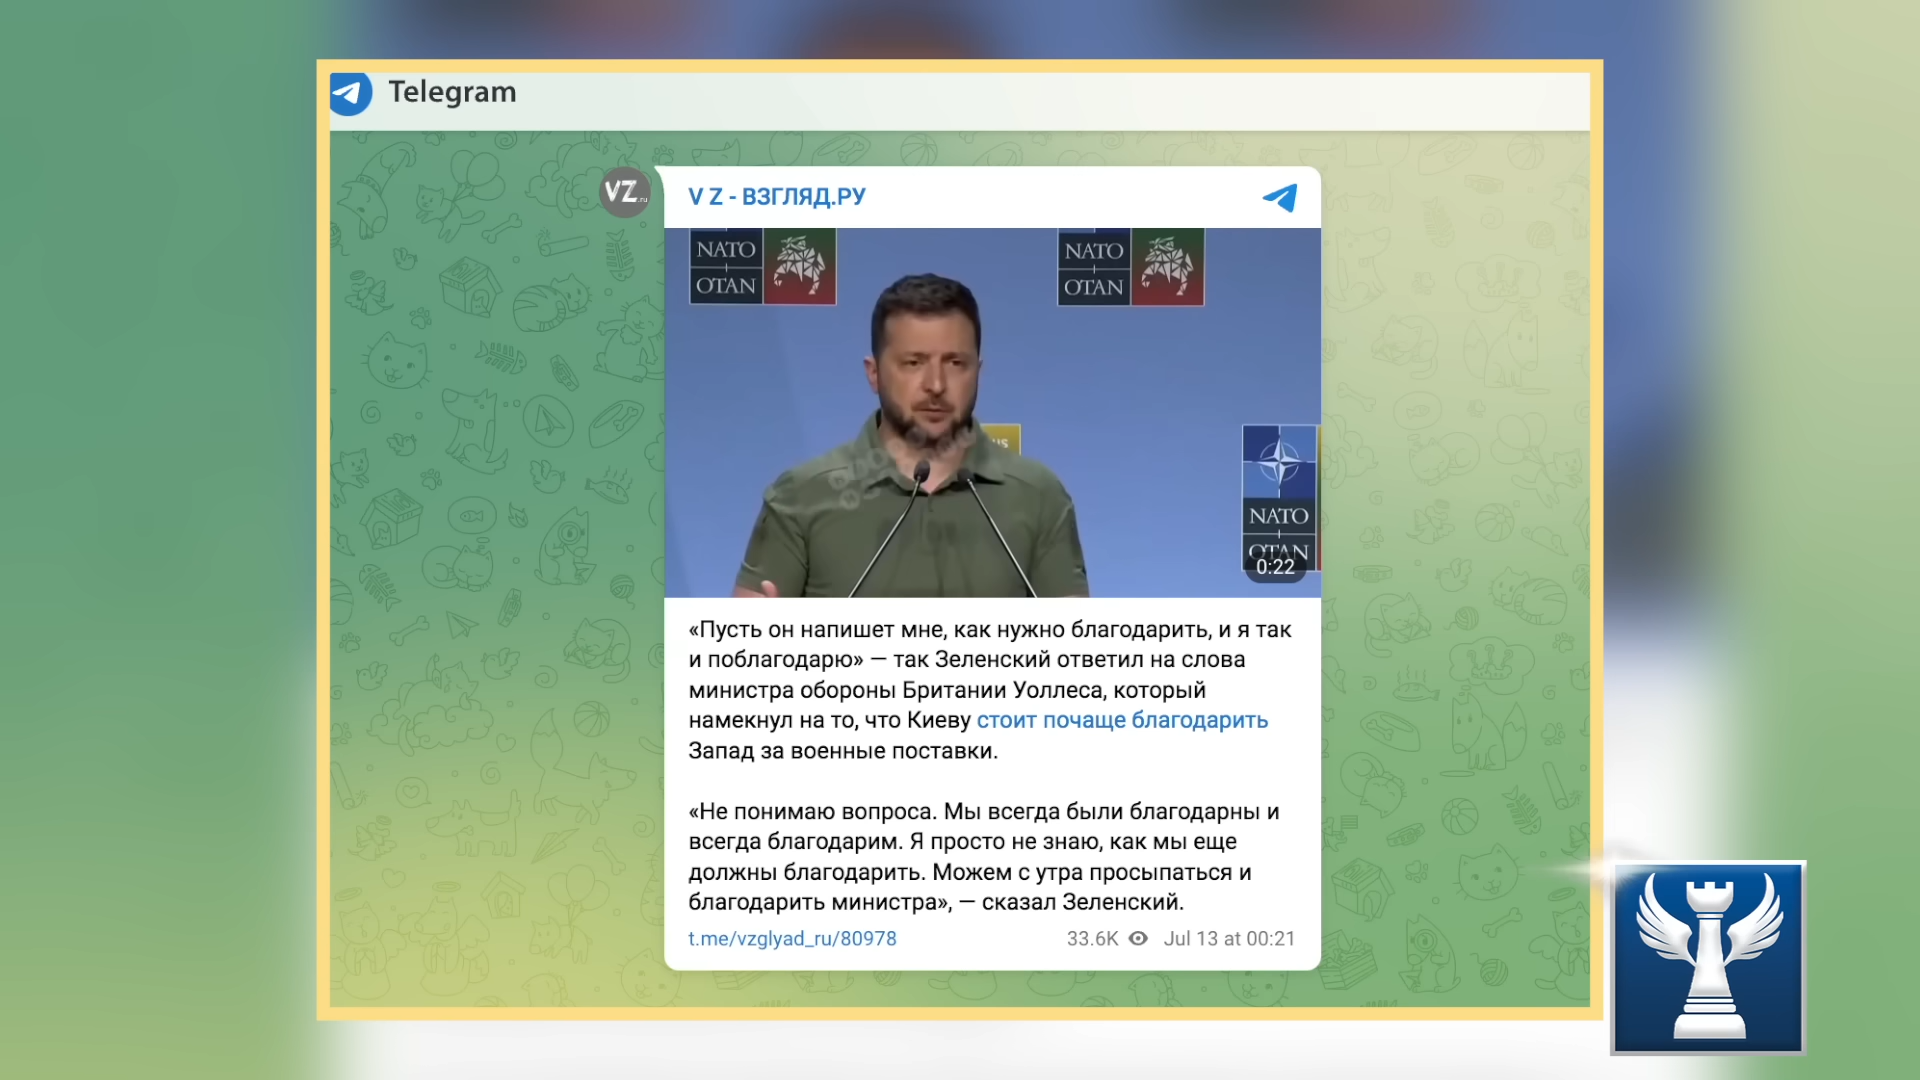 Telegram
VZ.ru
V Z - ВЗГЛЯД.РУ
NATO
OTAN
NATO
OTAN
US
NATO
OTAN
0:22
«Пусть он напишет мне, как нужно благодарить, и я так
и поблагодарю» — так Зеленский ответил на слова
министра обороны Британии Уоллеса, который
намекнул на то, что Киеву стоит почаще благодарить
Запад за военные поставки.
«Не понимаю вопроса. Мы всегда были благодарны и
всегда благодарим. Я просто не знаю, как мы еще
должны благодарить. Можем с утра просыпаться и
благодарить министра», — сказал Зеленский.
t.me/vzglyad_ru/80978 33.6K Jul 13 at 00:21